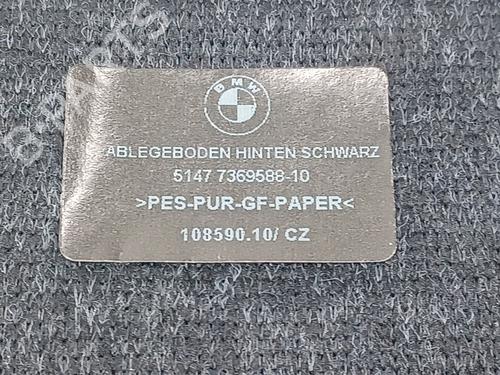 BMW
ABLEGEBODEN HINTEN SCHWARZ
5147 7369588-10
>PES-PUR-GF-PAPER<
108590.10/ CZ